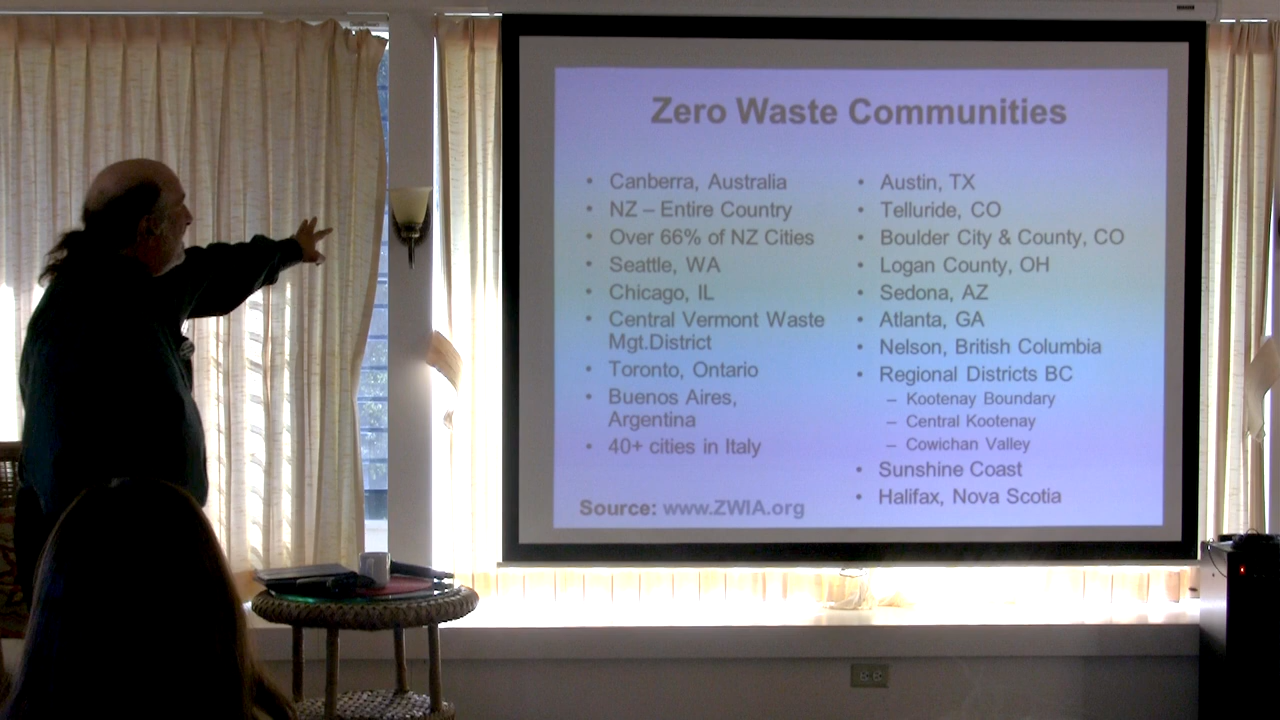 Zero Waste Communities
• Canberra, Australia
• NZ – Entire Country
• Over 66% of NZ Cities
• Seattle, WA
• Chicago, IL
• Central Vermont Waste
Mgt.District
• Toronto, Ontario
• Buenos Aires,
Argentina
• 40+ cities in Italy
• Austin, TX
• Telluride, CO
• Boulder City & County, CO
• Logan County, OH
• Sedona, AZ
• Atlanta, GA
• Nelson, British Columbia
• Regional Districts BC
– Kootenay Boundary
– Central Kootenay
– Cowichan Valley
• Sunshine Coast
• Halifax, Nova Scotia
Source: www.ZWIA.org